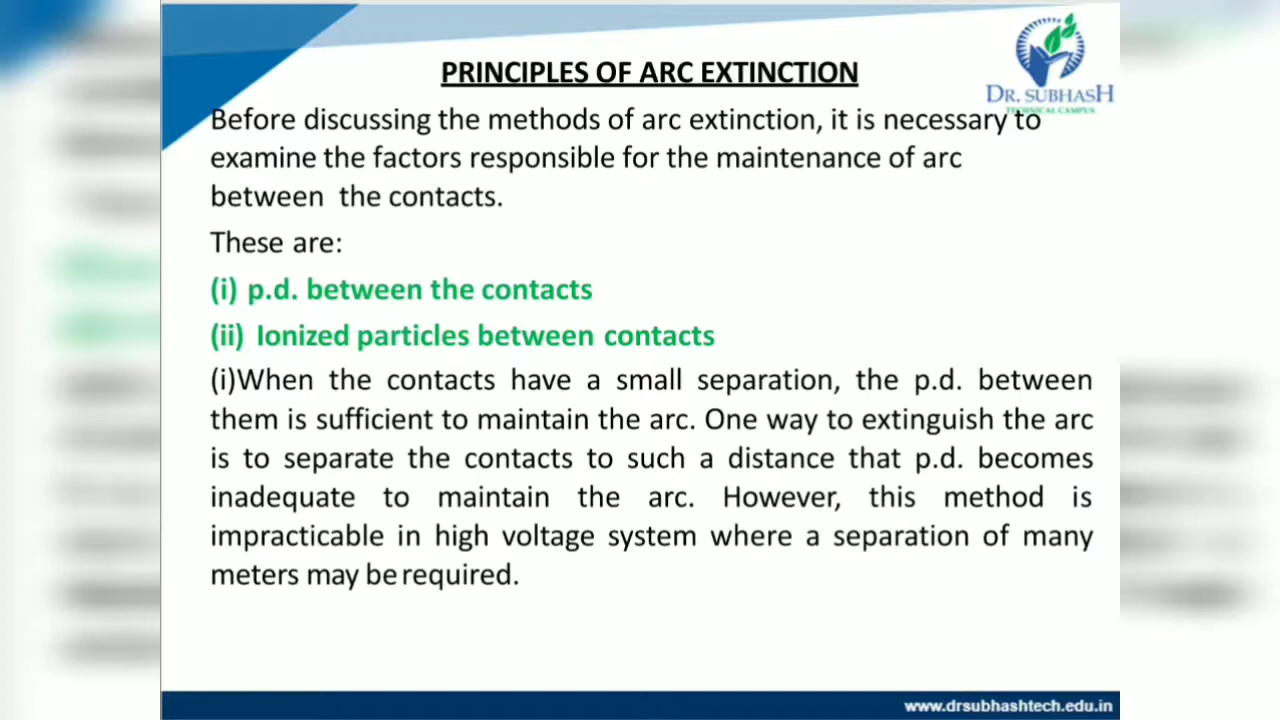 PRINCIPLES OF ARC EXTINCTION
DR. SUBHASH
TECHNICAL CAMPUS
Before discussing the methods of arc extinction, it is necessary to
examine the factors responsible for the maintenance of arc
between the contacts.
These are:
(i) p.d. between the contacts
(ii) Ionized particles between contacts
(i)When the contacts have a small separation, the p.d. between
them is sufficient to maintain the arc. One way to extinguish the arc
is to separate the contacts to such a distance that p.d. becomes
inadequate to maintain the arc. However, this method is
impracticable in high voltage system where a separation of many
meters may be required.
www.drsubhashtech.edu.in